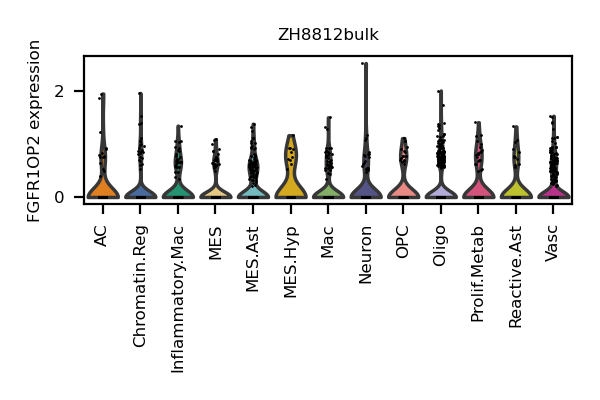 ZH8812bulk
FGFR1OP2 expression
2
0
AC
Chromatin.Reg
Inflammatory.Mac
MES
MES.Ast
MES.Hyp
Mac
Neuron
OPC
Oligo
Prolif.Metab
Reactive.Ast
Vasc